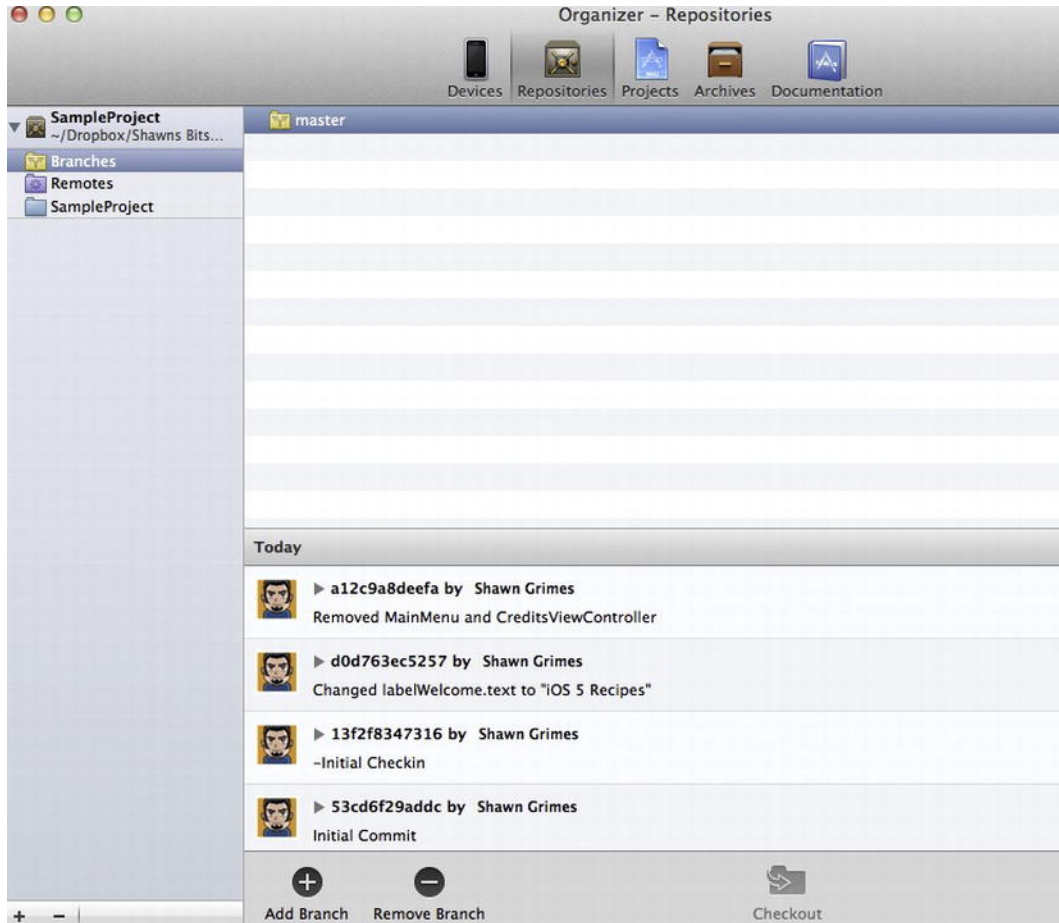 Organizer – Repositories
Devices Repositories Projects Archives Documentation
SampleProject
~/Dropbox/Shawns Bits...
Branches
Remotes
SampleProject
master
Today
a12c9a8deefa by Shawn Grimes
Removed MainMenu and CreditsViewController
d0d763ec5257 by Shawn Grimes
Changed labelWelcome.text to "iOS 5 Recipes"
13f2f8347316 by Shawn Grimes
-Initial Checkin
53cd6f29addc by Shawn Grimes
Initial Commit
Add Branch Remove Branch Checkout